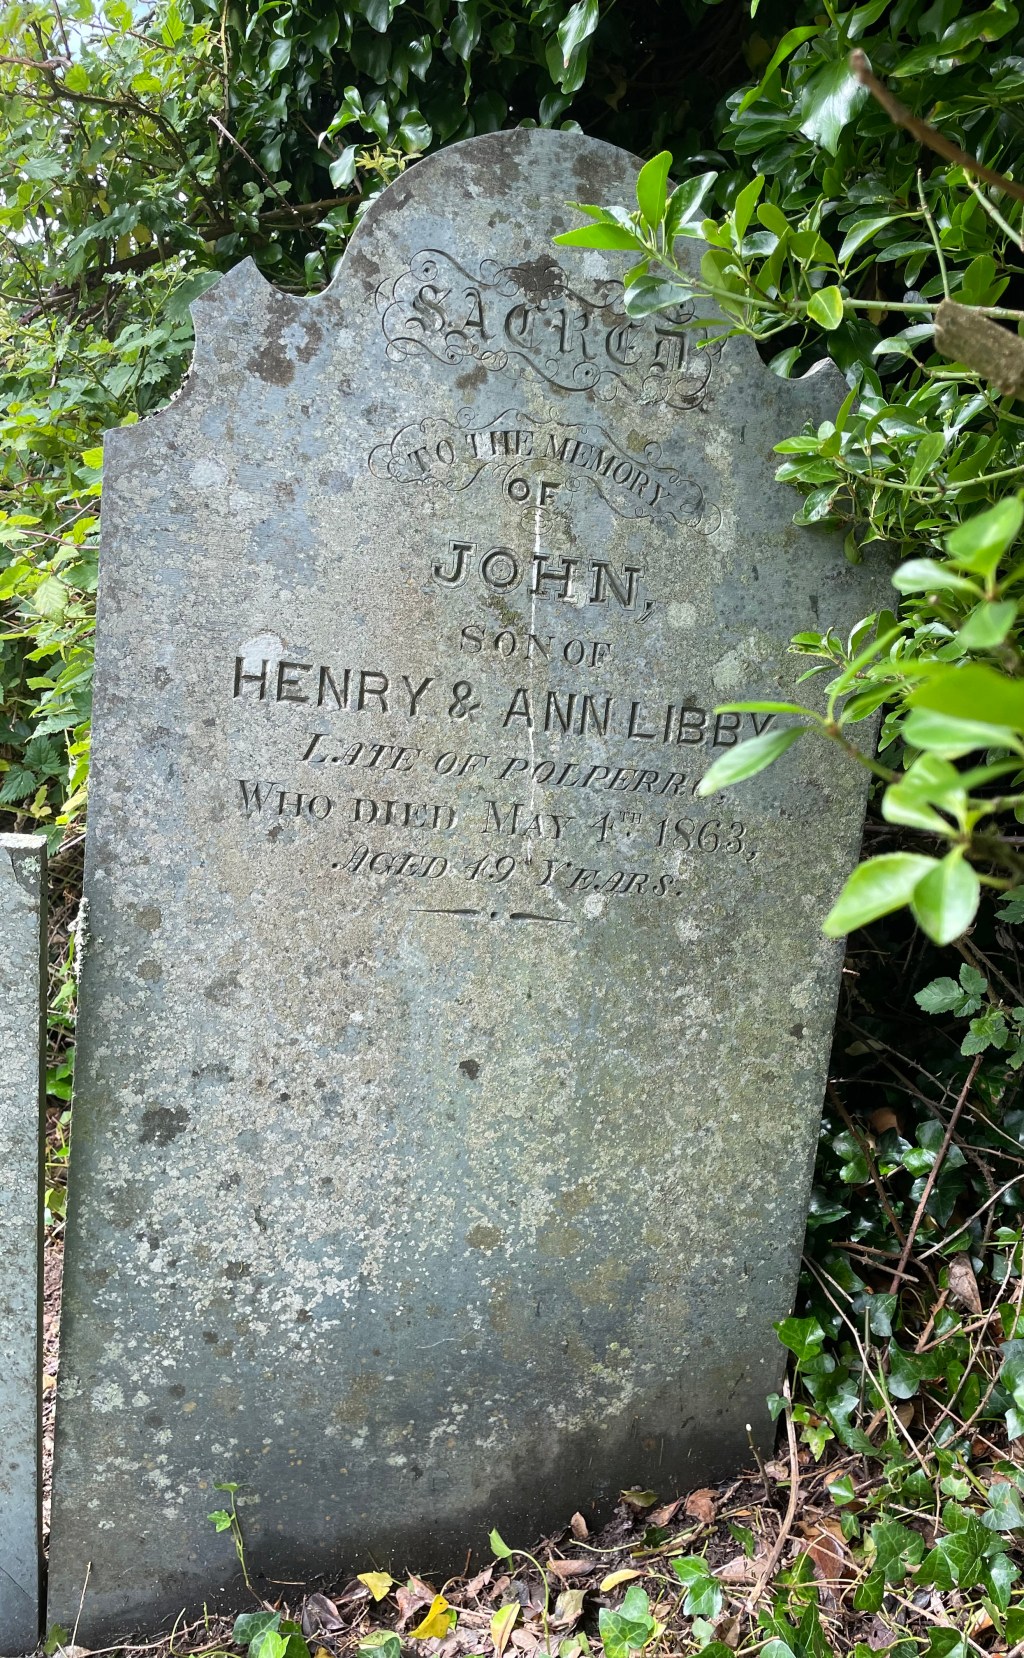 SACRED
TO THE MEMORY
OF
JOHN,
SON OF
HENRY & ANN LIBBY
LATE OF POLPERRO,
WHO DIED MAY 4TH 1863,
AGED 49 YEARS.